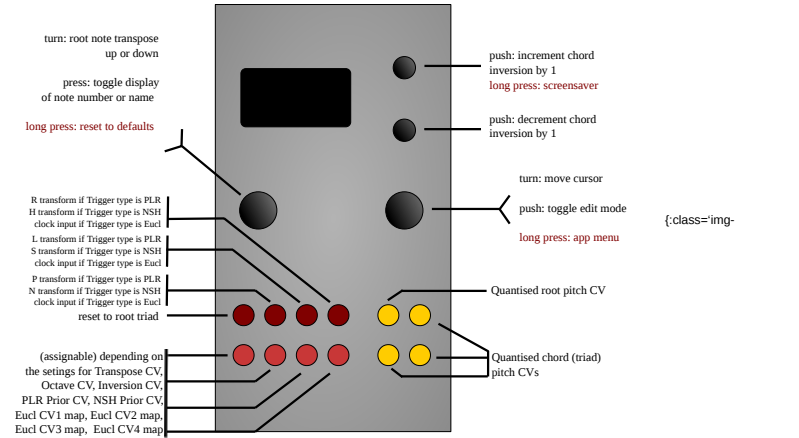 turn: root note transpose
up or down
press: toggle display
of note number or name
long press: reset to defaults
R transform if Trigger type is PLR
H transform if Trigger type is NSH
clock input if Trigger type is Eucl
L transform if Trigger type is PLR
S transform if Trigger type is NSH
clock input if Trigger type is Eucl
P transform if Trigger type is PLR
N transform if Trigger type is NSH
clock input if Trigger type is Eucl
reset to root triad
(assignable) depending on
the setings for Transpose CV,
Octave CV, Inversion CV,
PLR Prior CV, NSH Prior CV,
Eucl CV1 map, Eucl CV2 map,
Eucl CV3 map,  Eucl CV4 map
push: increment chord
inversion by 1
long press: screensaver
push: decrement chord
inversion by 1
turn: move cursor
push: toggle edit mode
long press: app menu
{:class='img-
Quantised root pitch CV
Quantised chord (triad)
pitch CVs